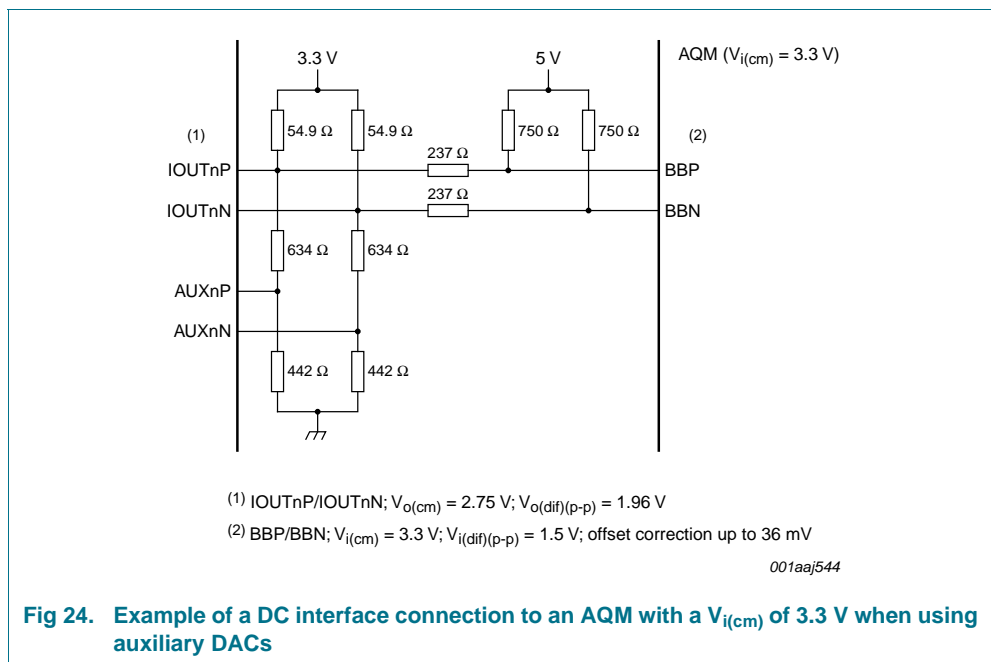 3.3 V
5 V
AQM (Vi(cm) = 3.3 V)
54.9 Ω
54.9 Ω
750 Ω
750 Ω
(1)
(2)
237 Ω
IOUTnP
BBP
237 Ω
IOUTnN
BBN
634 Ω
634 Ω
AUXnP
AUXnN
442 Ω
442 Ω
(1) IOUTnP/IOUTnN; Vo(cm) = 2.75 V; Vo(dif)(p-p) = 1.96 V
(2) BBP/BBN; Vi(cm) = 3.3 V; Vi(dif)(p-p) = 1.5 V; offset correction up to 36 mV
001aaj544
Fig 24. Example of a DC interface connection to an AQM with a Vi(cm) of 3.3 V when using
auxiliary DACs